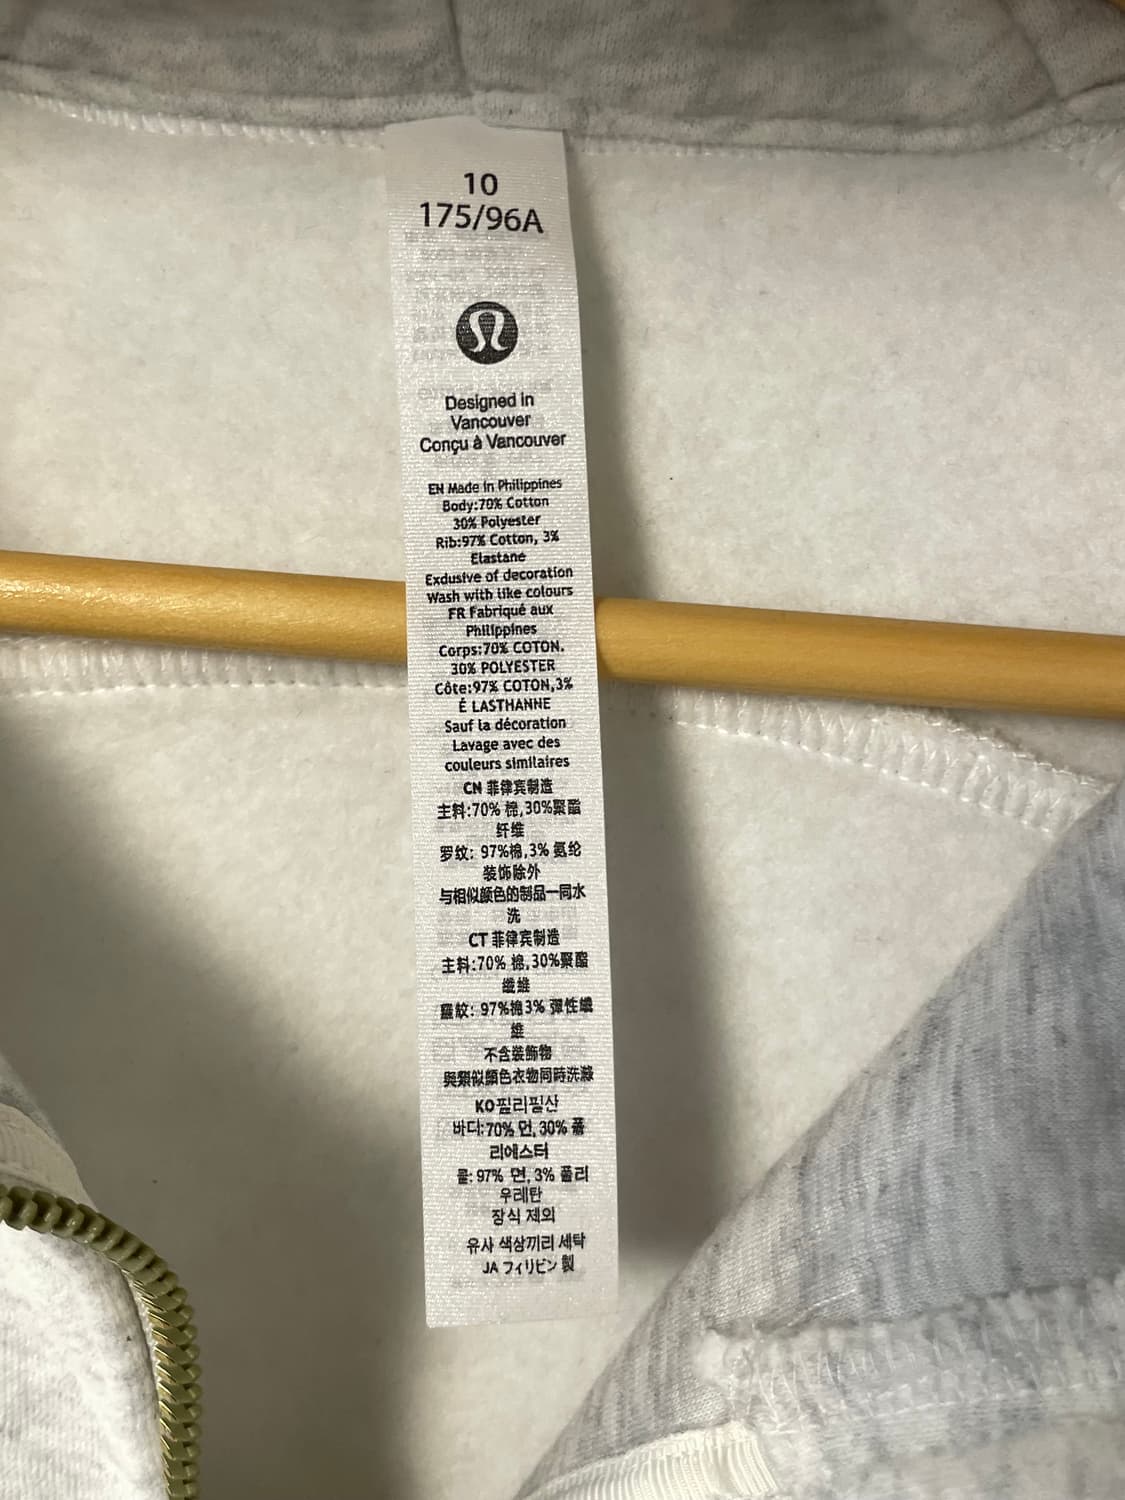 10
175/96A
Designed in
Vancouver
Conçu à Vancouver
EN Made in Philippines
Body:70% Cotton
30% Polyester
Rib:97% Cotton, 3%
Elastane
Exdusive of decoration
Wash with like colours
FR Fabriqué aux
Philippines
Corps:70% COTON.
30% POLYESTER
Côte:97% COTON,3%
É LASTHANNE
Sauf la décoration
Lavage avec des
couleurs similaires
CN 菲律宾制造
主料:70% 棉,30%聚酯
纤维
罗纹: 97%棉,3% 氨纶
装饰除外
与相似颜色的制品一同水
洗
CT 菲律宾制造
主料:70% 棉,30%聚酯
纖維
羅紋: 97%棉3% 彈性纖
維
不含裝飾物
與類似顏色衣物同時洗滌
KO필리핀산
바디:70% 면, 30% 폴
리에스터
골: 97% 면, 3% 폴리
우레탄
장식 제외
유사 색상끼리 세탁
JA フィリピン 製